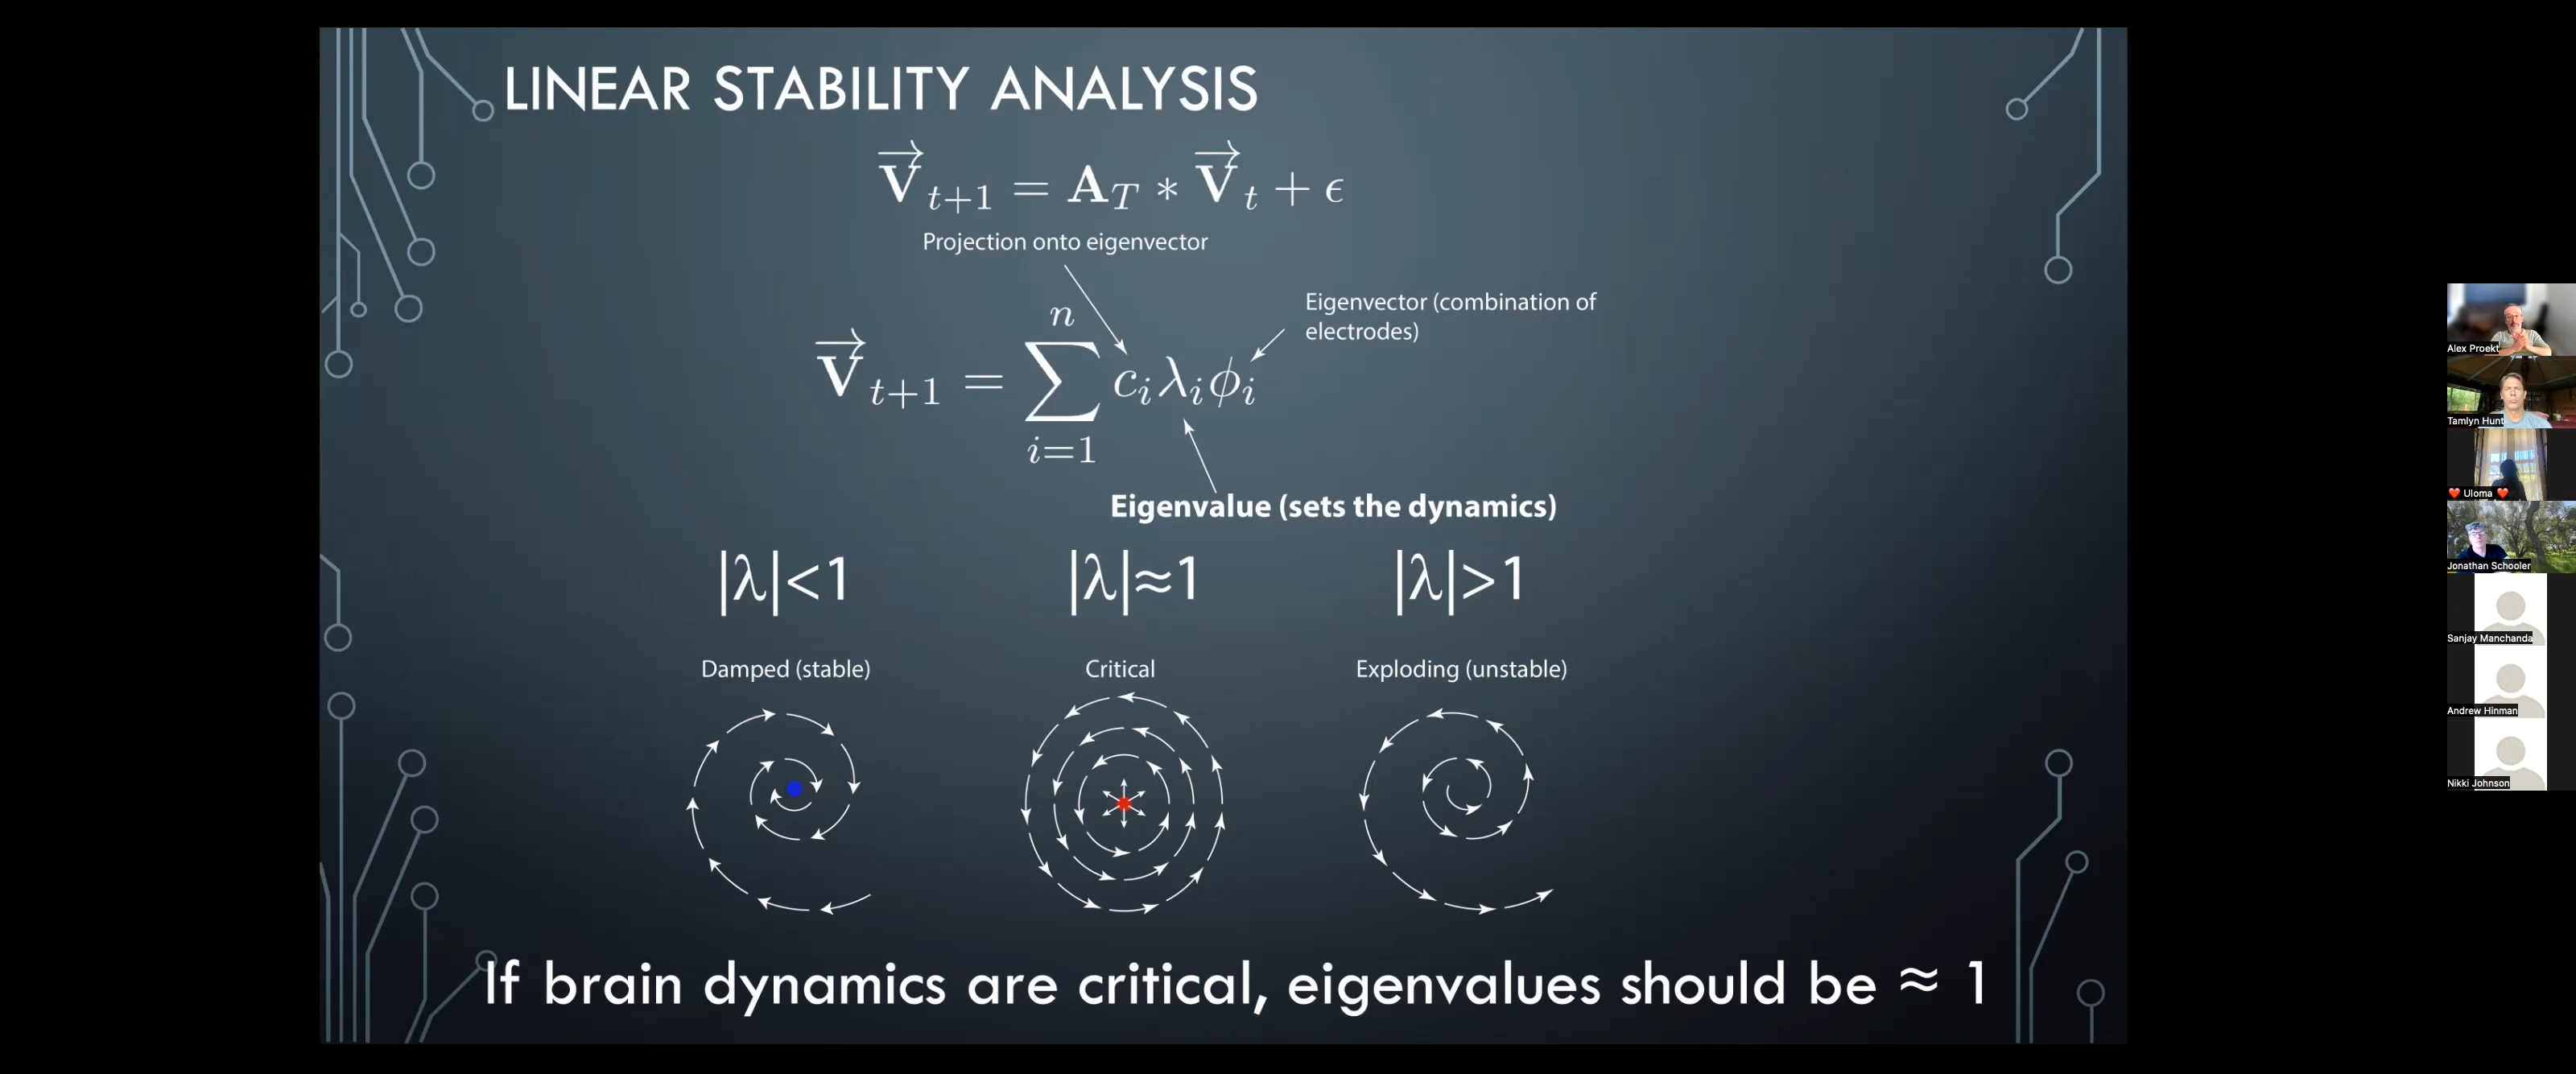 LINEAR STABILITY ANALYSIS
V⃗ₜ₊₁ = A_T * V⃗ₜ + ϵ
Projection onto eigenvector
Eigenvector (combination of
electrodes)
V⃗ₜ₊₁ = ∑ⁿᵢ₌₁ cᵢλᵢϕᵢ
Eigenvalue (sets the dynamics)
|λ|<1
|λ|≈1
|λ|>1
Damped (stable)
Critical
Exploding (unstable)
If brain dynamics are critical, eigenvalues should be ≈ 1
Alex Proekt
Tamlyn Hunt
❤️ Uloma ❤️
Jonathan Schooler
Sanjay Manchanda
Andrew Hinman
Nikki Johnson